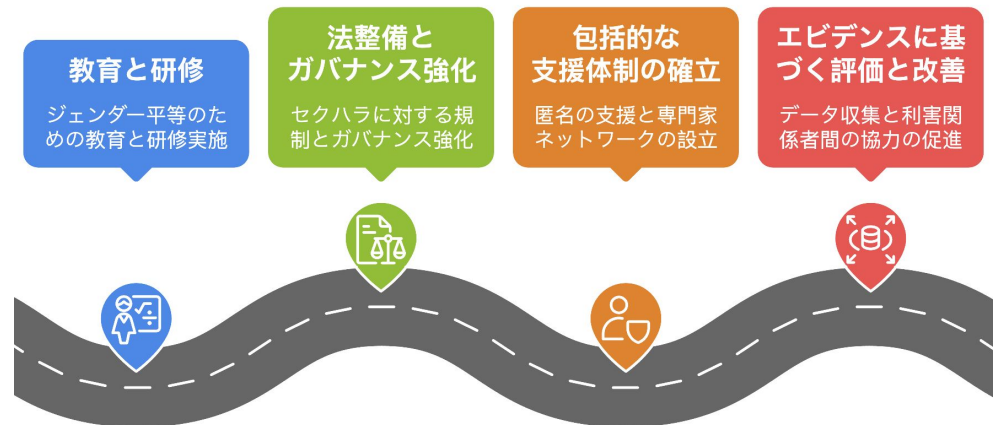 教育と研修
ジェンダー平等のた
めの教育と研修実施
法整備と
ガバナンス強化
セクハラに対する規
制とガバナンス強化
包括的な
支援体制の確立
匿名の支援と専門家
ネットワークの設立
エビデンスに基
づく評価と改善
データ収集と利害関
係者間の協力の促進